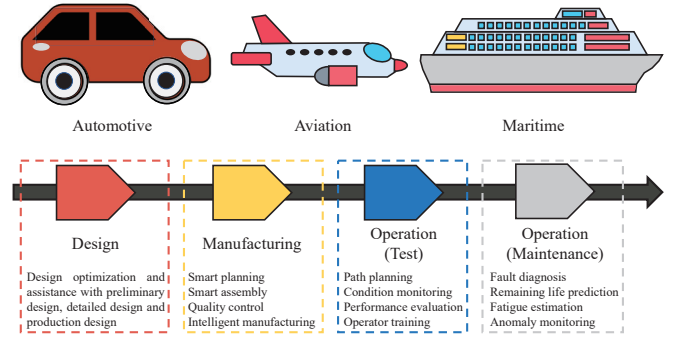 Automotive
Aviation
Maritime
Design
Design optimization and
assistance with preliminary
design, detailed design and
production design
Manufacturing
Smart planning
Smart assembly
Quality control
Intelligent manufacturing
Operation
(Test)
Path planning
Condition monitoring
Performance evaluation
Operator training
Operation
(Maintenance)
Fault diagnosis
Remaining life prediction
Fatigue estimation
Anomaly monitoring